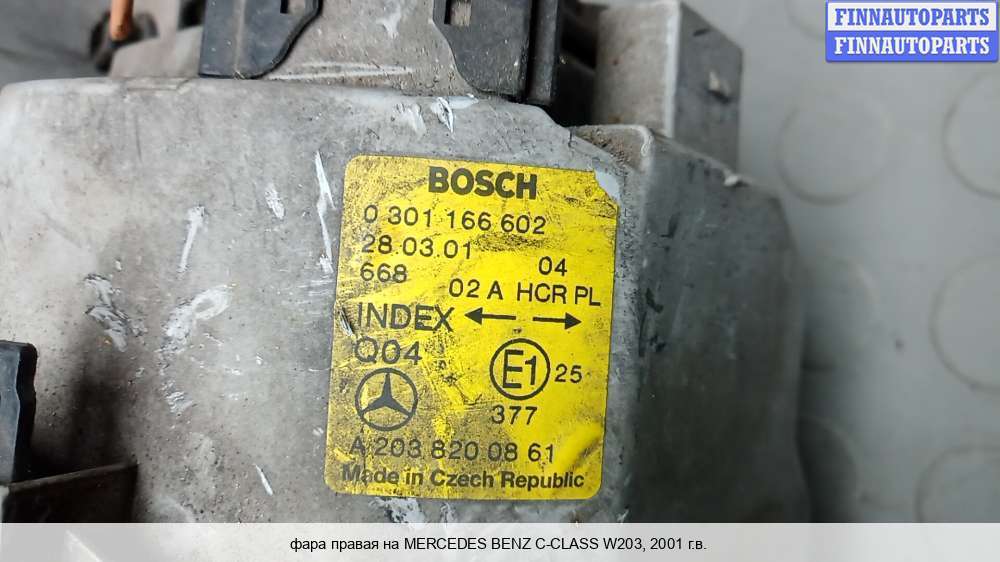 FINNAUTOPARTS
FINNAUTOPARTS
BOSCH
0 301 166 602
28.03.01
668 04
02 A HCR PL
INDEX
Q04
E1 25
377
A 203 820 08 61
Made in Czech Republic
фара правая на MERCEDES BENZ C-CLASS W203, 2001 г.в.